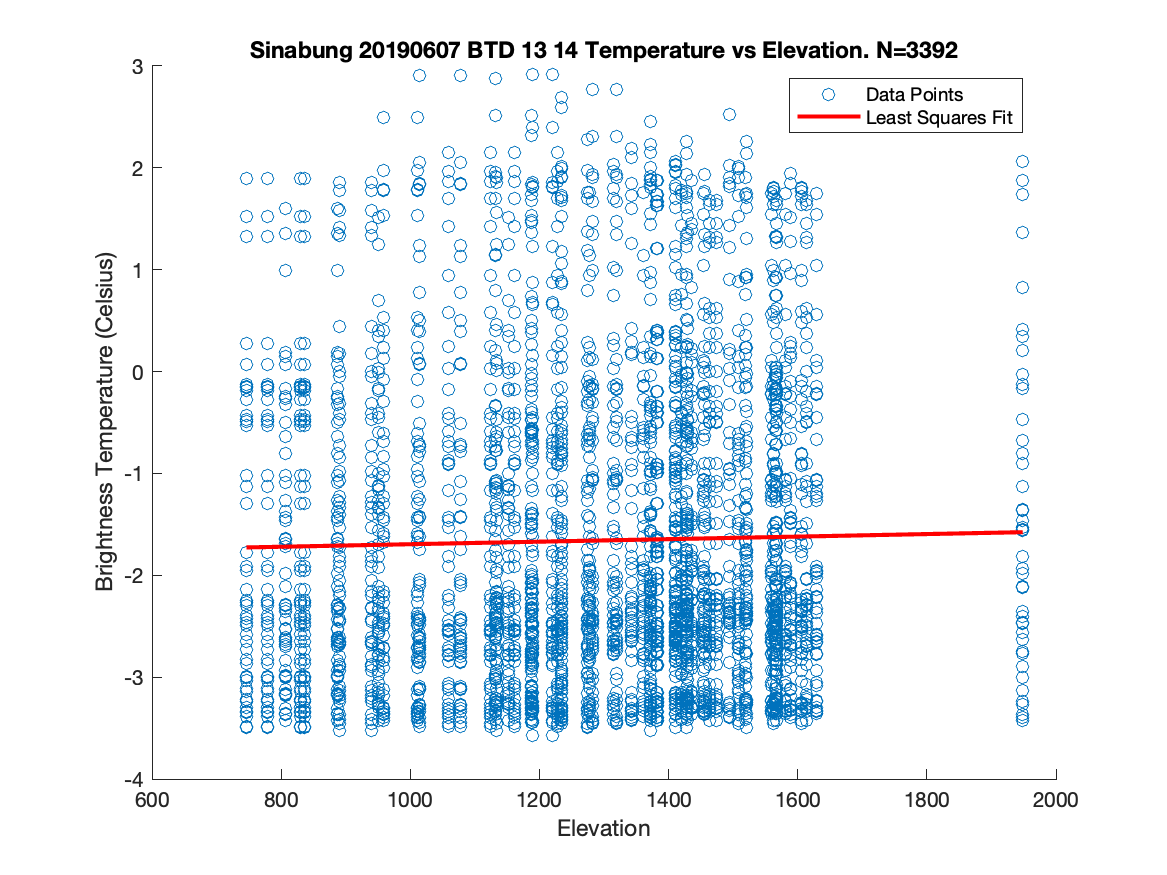 Sinabung 20190607 BTD 13 14 Temperature vs Elevation. N=3392
Data Points
Least Squares Fit
Brightness Temperature (Celsius)
3
2
1
0
-1
-2
-3
-4
600 800 1000 1200 1400 1600 1800 2000
Elevation